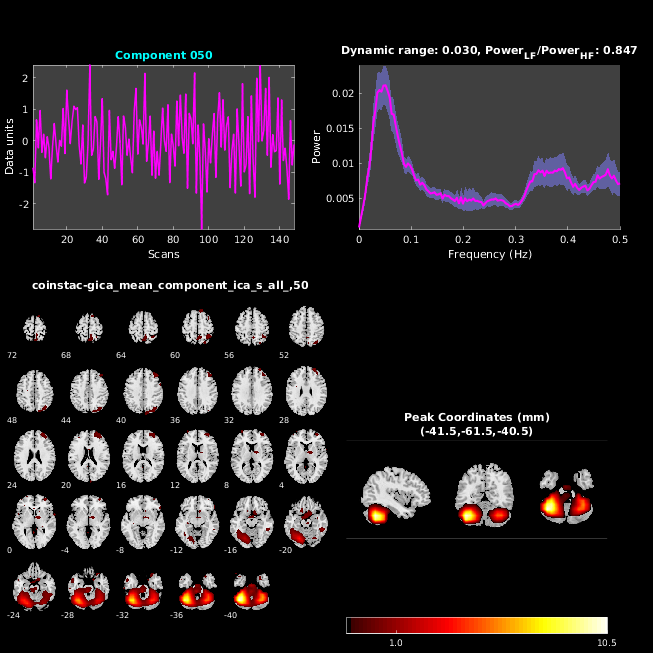 Component 050
Dynamic range: 0.030, PowerLF/PowerHF: 0.847
Data units
2
1
0
-1
-2
20 40 60 80 100 120 140
Scans
Power
0.02
0.015
0.01
0.005
0 0.1 0.2 0.3 0.4 0.5
Frequency (Hz)
coinstac-gica_mean_component_ica_s_all_,50
72 68 64 60 56 52
48 44 40 36 32 28
24 20 16 12 8 4
0 -4 -8 -12 -16 -20
-24 -28 -32 -36 -40
Peak Coordinates (mm)
(-41.5,-61.5,-40.5)
1.0 10.5